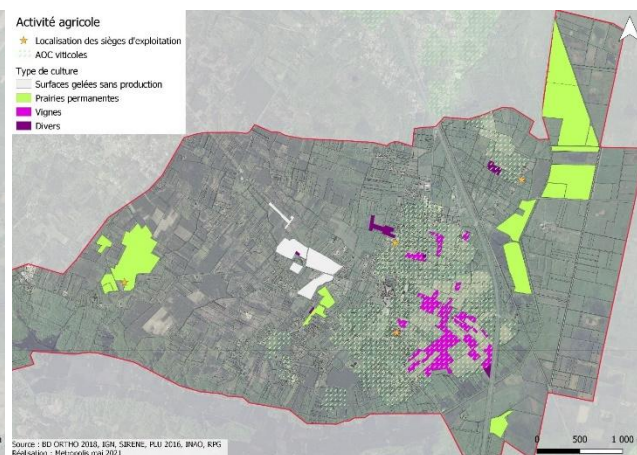 Activité agricole
Localisation des sièges d'exploitation
AOC viticoles
Type de culture
Surfaces gelées sans production
Prairies permanentes
Vignes
Divers
Source : BD ORTHO 2018, IGN, SIRENE, PLU 2016, INAO, RPG
Réalisation : Metropolis mai 2021
0 500 1 000